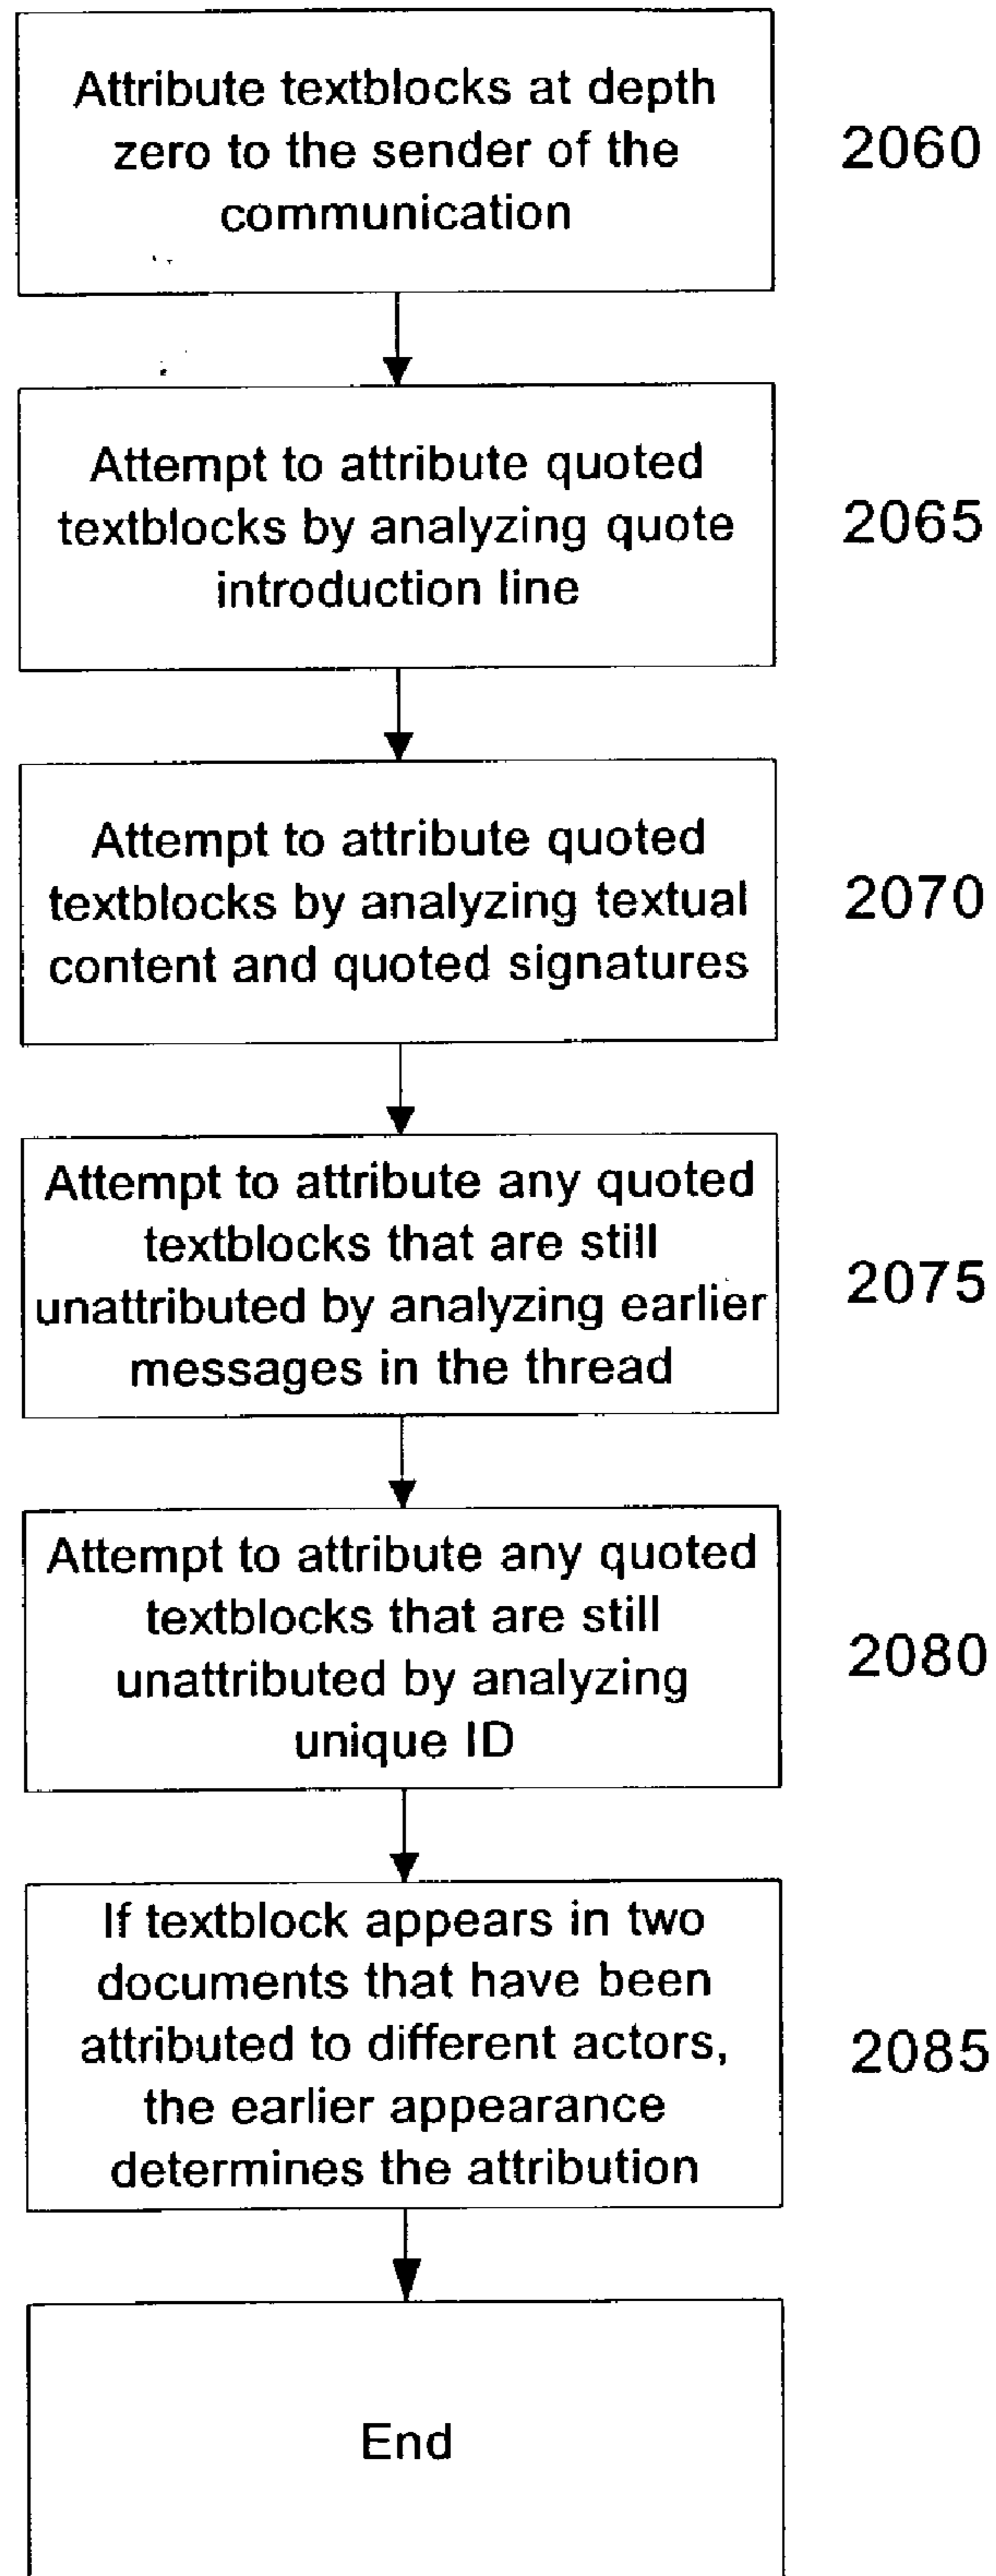 Attribute textblocks at depth
zero to the sender of the
communication
2060
Attempt to attribute quoted
textblocks by analyzing quote
introduction line
2065
Attempt to attribute quoted
textblocks by analyzing textual
content and quoted signatures
2070
Attempt to attribute any quoted
textblocks that are still
unattributed by analyzing earlier
messages in the thread
2075
Attempt to attribute any quoted
textblocks that are still
unattributed by analyzing
unique ID
2080
If textblock appears in two
documents that have been
attributed to different actors,
the earlier appearance
determines the attribution
2085
End